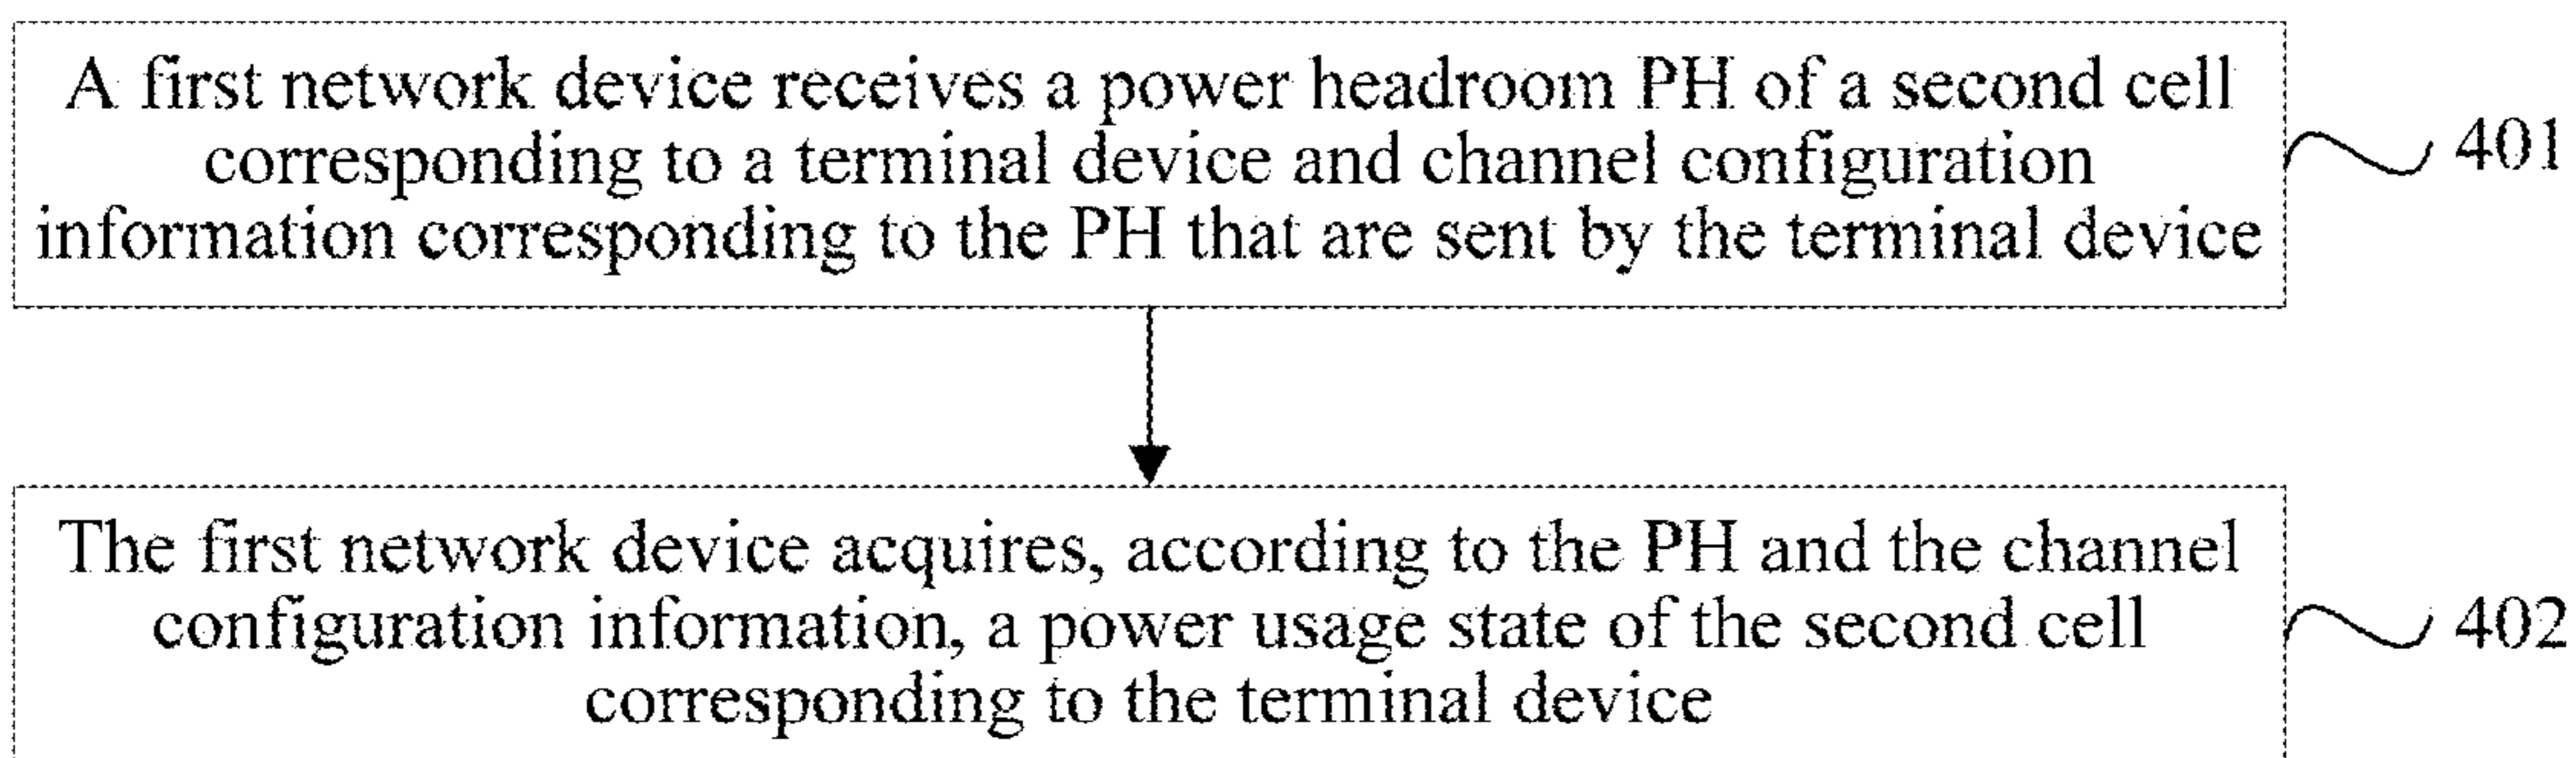 A first network device receives a power headroom PH of a second cell
corresponding to a terminal device and channel configuration
information corresponding to the PH that are sent by the terminal device
401
The first network device acquires, according to the PH and the channel
configuration information, a power usage state of the second cell
corresponding to the terminal device
402